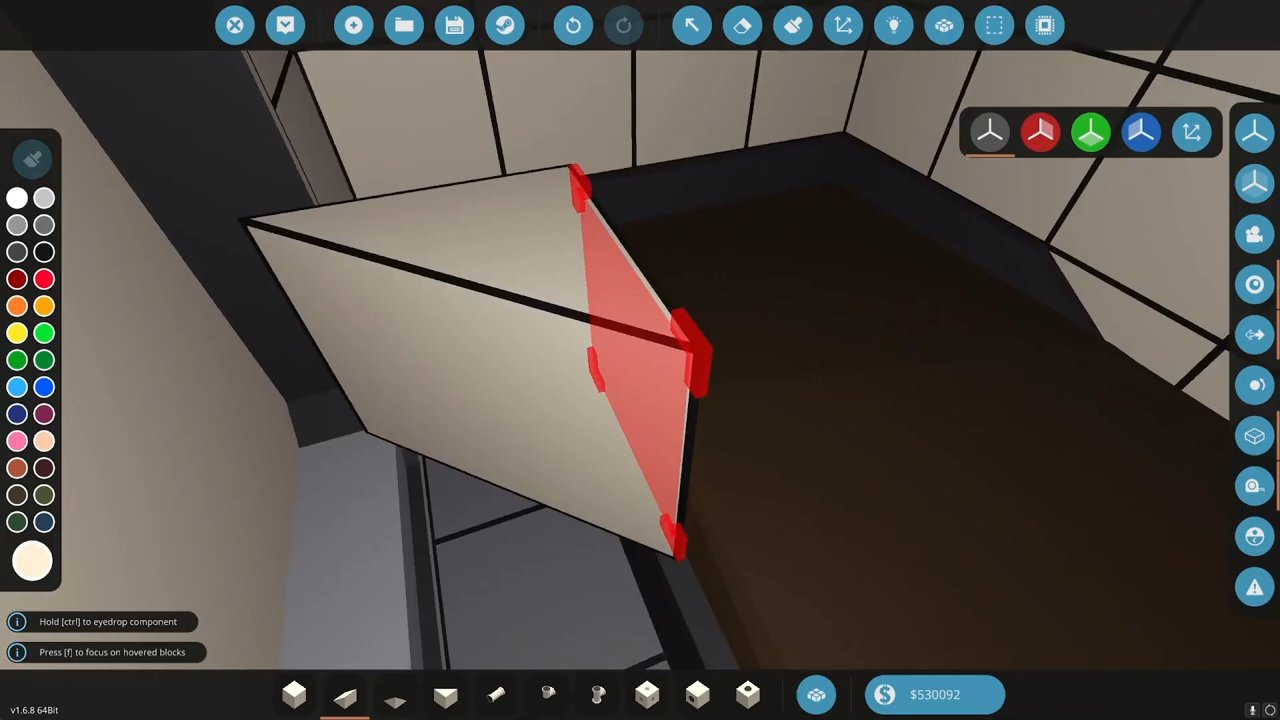 Hold [ctrl] to eyedrop component
Press [f] to focus on hovered blocks
$530092
v1.6.8 64Bit